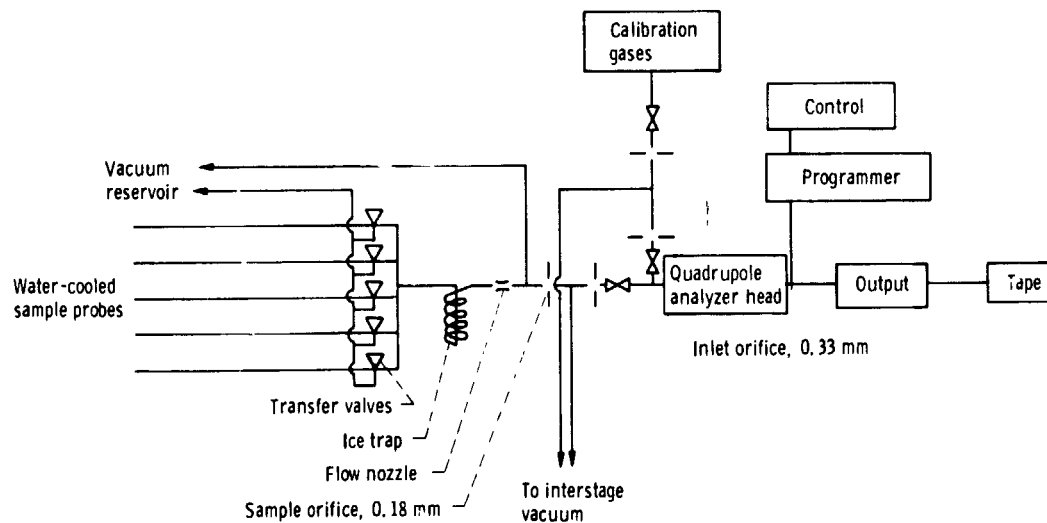 Calibration
gases
Control
Programmer
Vacuum
reservoir
Water-cooled
sample probes
Quadrupole
analyzer head
Output
Tape
Inlet orifice, 0.33 mm
Transfer valves
Ice trap
Flow nozzle
Sample orifice, 0.18 mm
To interstage
vacuum